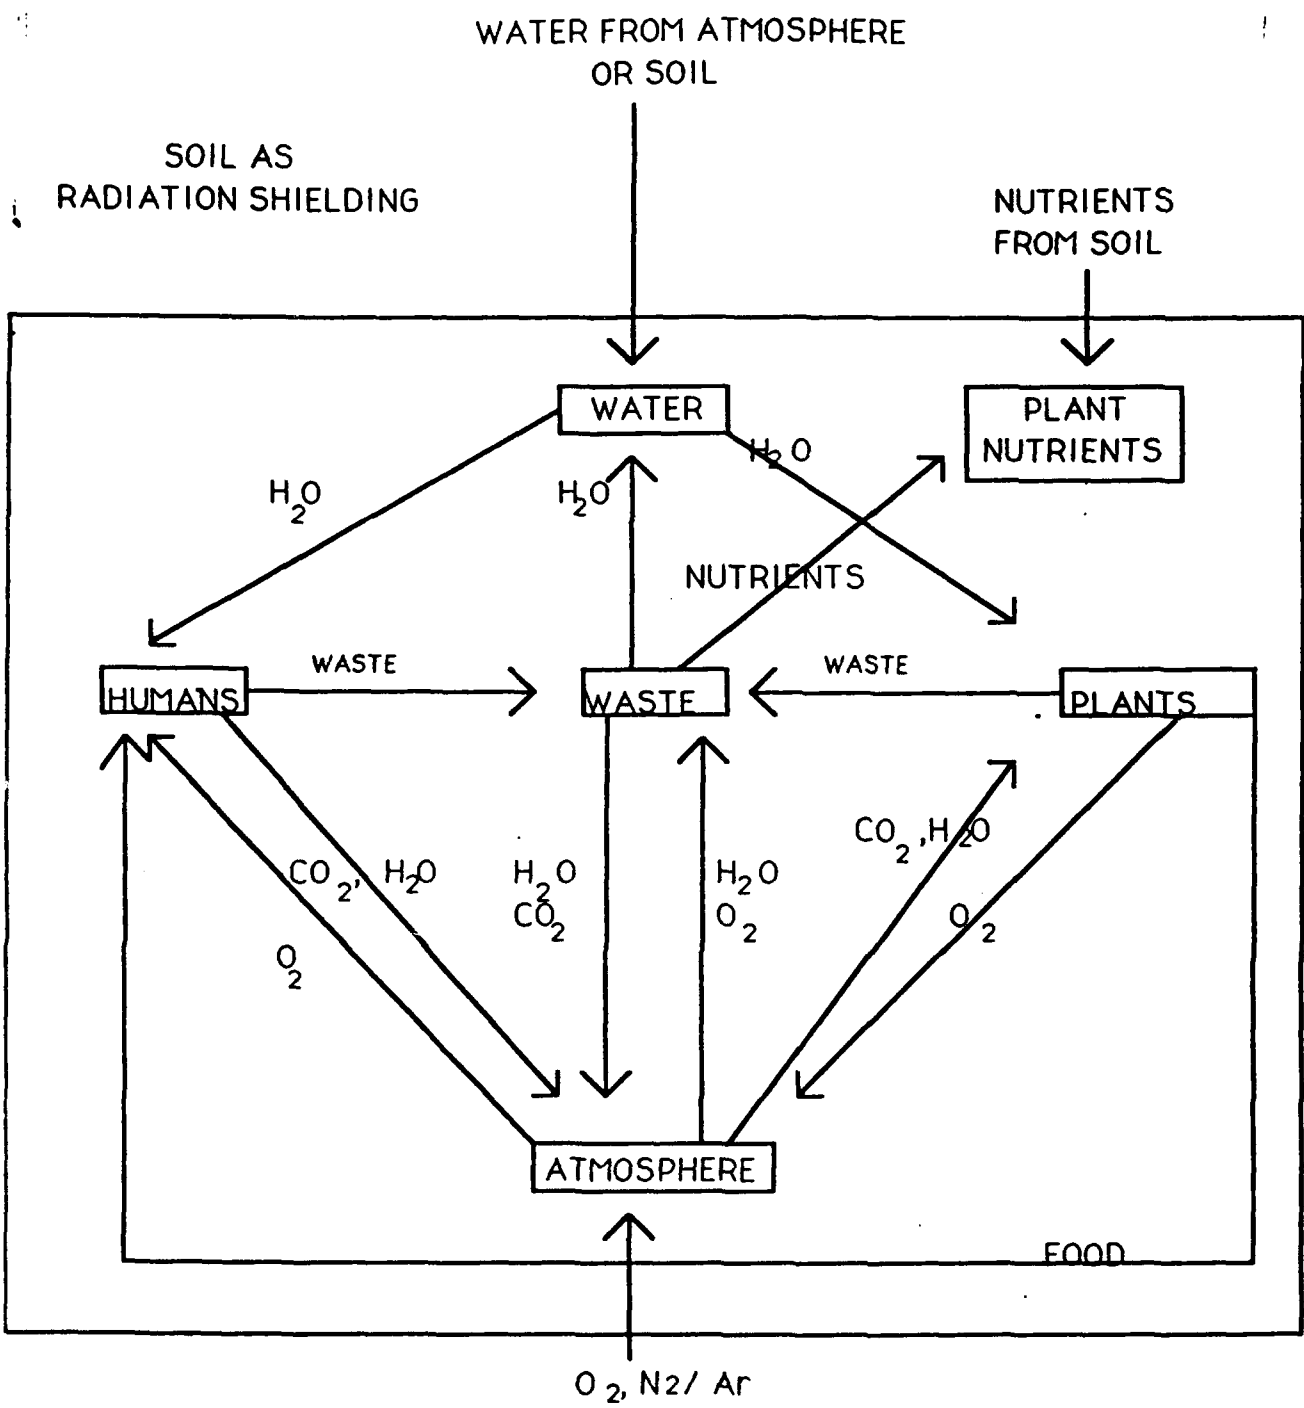 WATER FROM ATMOSPHERE
OR SOIL
SOIL AS
RADIATION SHIELDING
NUTRIENTS
FROM SOIL
WATER
PLANT
NUTRIENTS
H2O
H2O
H2O
NUTRIENTS
WASTE
WASTE
HUMANS
WASTE
PLANTS
CO2, H2O
H2O
CO2
H2O
O2
CO2, H2O
O2
O2
ATMOSPHERE
FOOD
O2, N2/ Ar